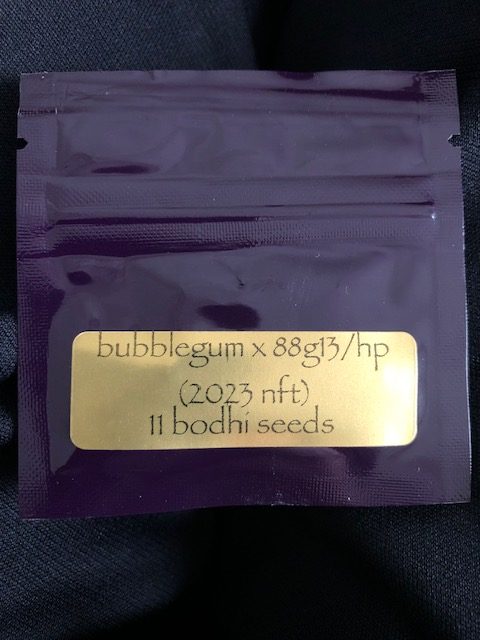 bubblegum x 88g13/hp
(2023 nft)
11 bodhi seeds